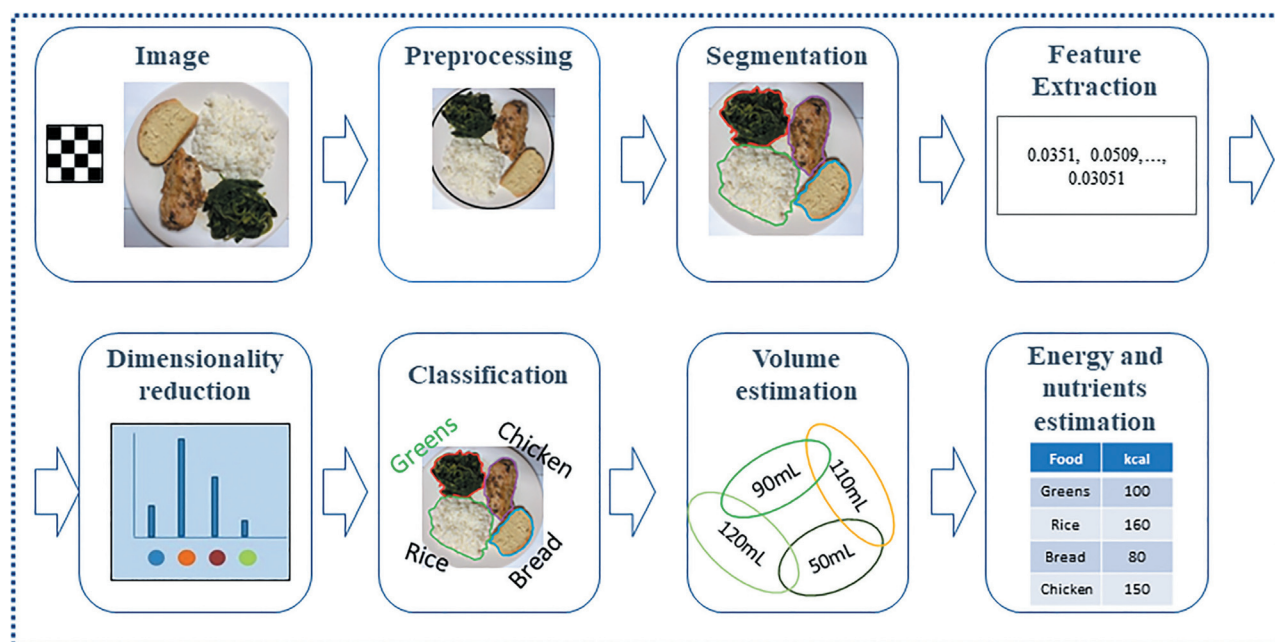 Image
Preprocessing
Segmentation
Feature
Extraction
0.0351, 0.0509,...,
0.03051
Dimensionality
reduction
Classification
Greens
Chicken
Rice
Bread
Volume
estimation
90mL
110mL
120mL
50mL
Energy and
nutrients
estimation
Food kcal
Greens 100
Rice 160
Bread 80
Chicken 150